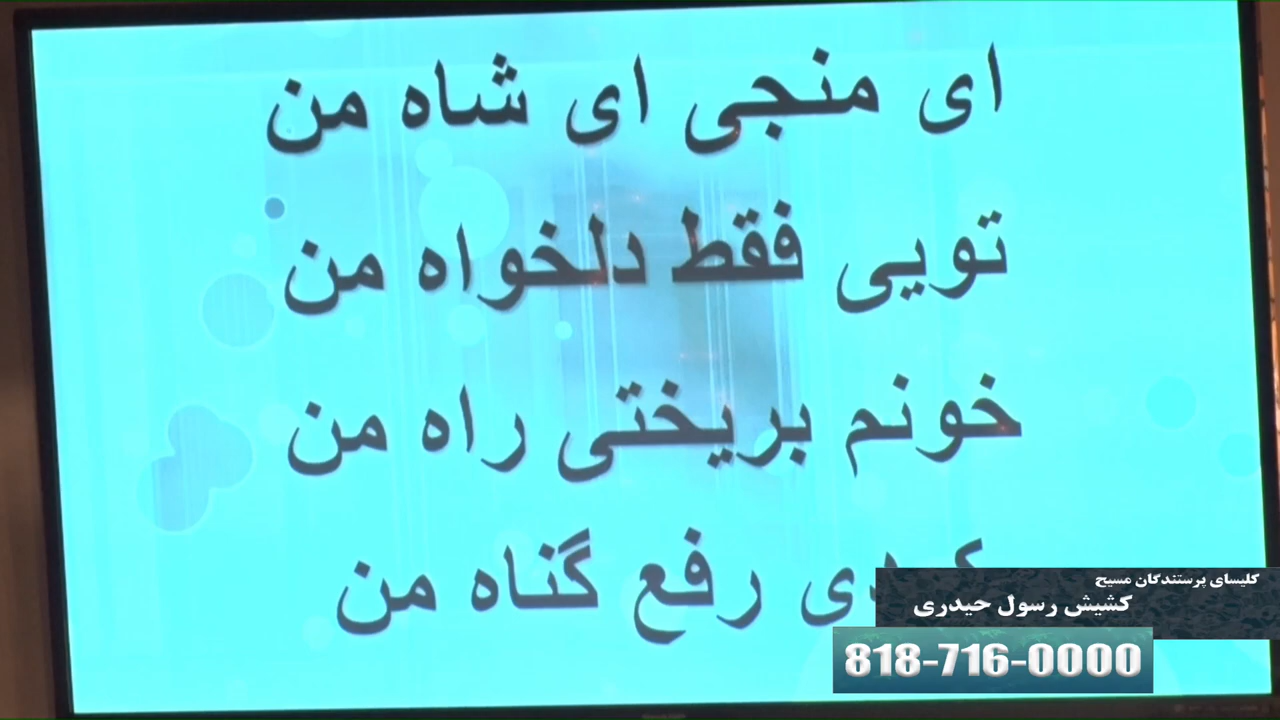 ای منجی ای شاه من
تویی فقط دلخواه من
خونم بریختی راه من
رفع گناه من
کلیسای پرستندگان مسیح
کشیش رسول حیدری
818-716-0000